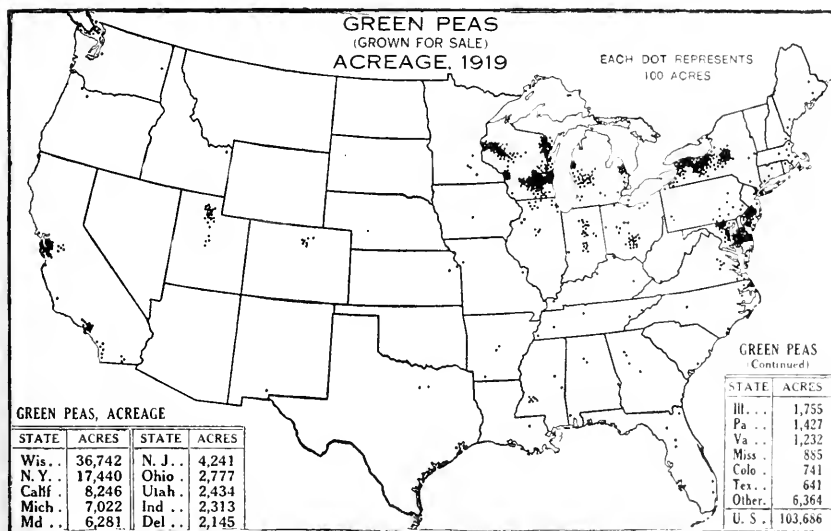 GREEN PEAS
(GROWN FOR SALE)
ACREAGE, 1919
EACH DOT REPRESENTS
100 ACRES
GREEN PEAS, ACREAGE
STATE ACRES STATE ACRES
Wis.. 36,742 N. J.. 4,241
N. Y.. 17,440 Ohio . 2,777
Calif . 8,246 Utah . 2,434
Mich . 7,022 Ind .. 2,313
Md .. 6,281 Del .. 2,145
GREEN PEAS
(Continued)
STATE ACRES
Ill... 1,755
Pa... 1,427
Va... 1,232
Miss . 885
Colo . 741
Tex.. 641
Other. 6,364
U. S. 103,686